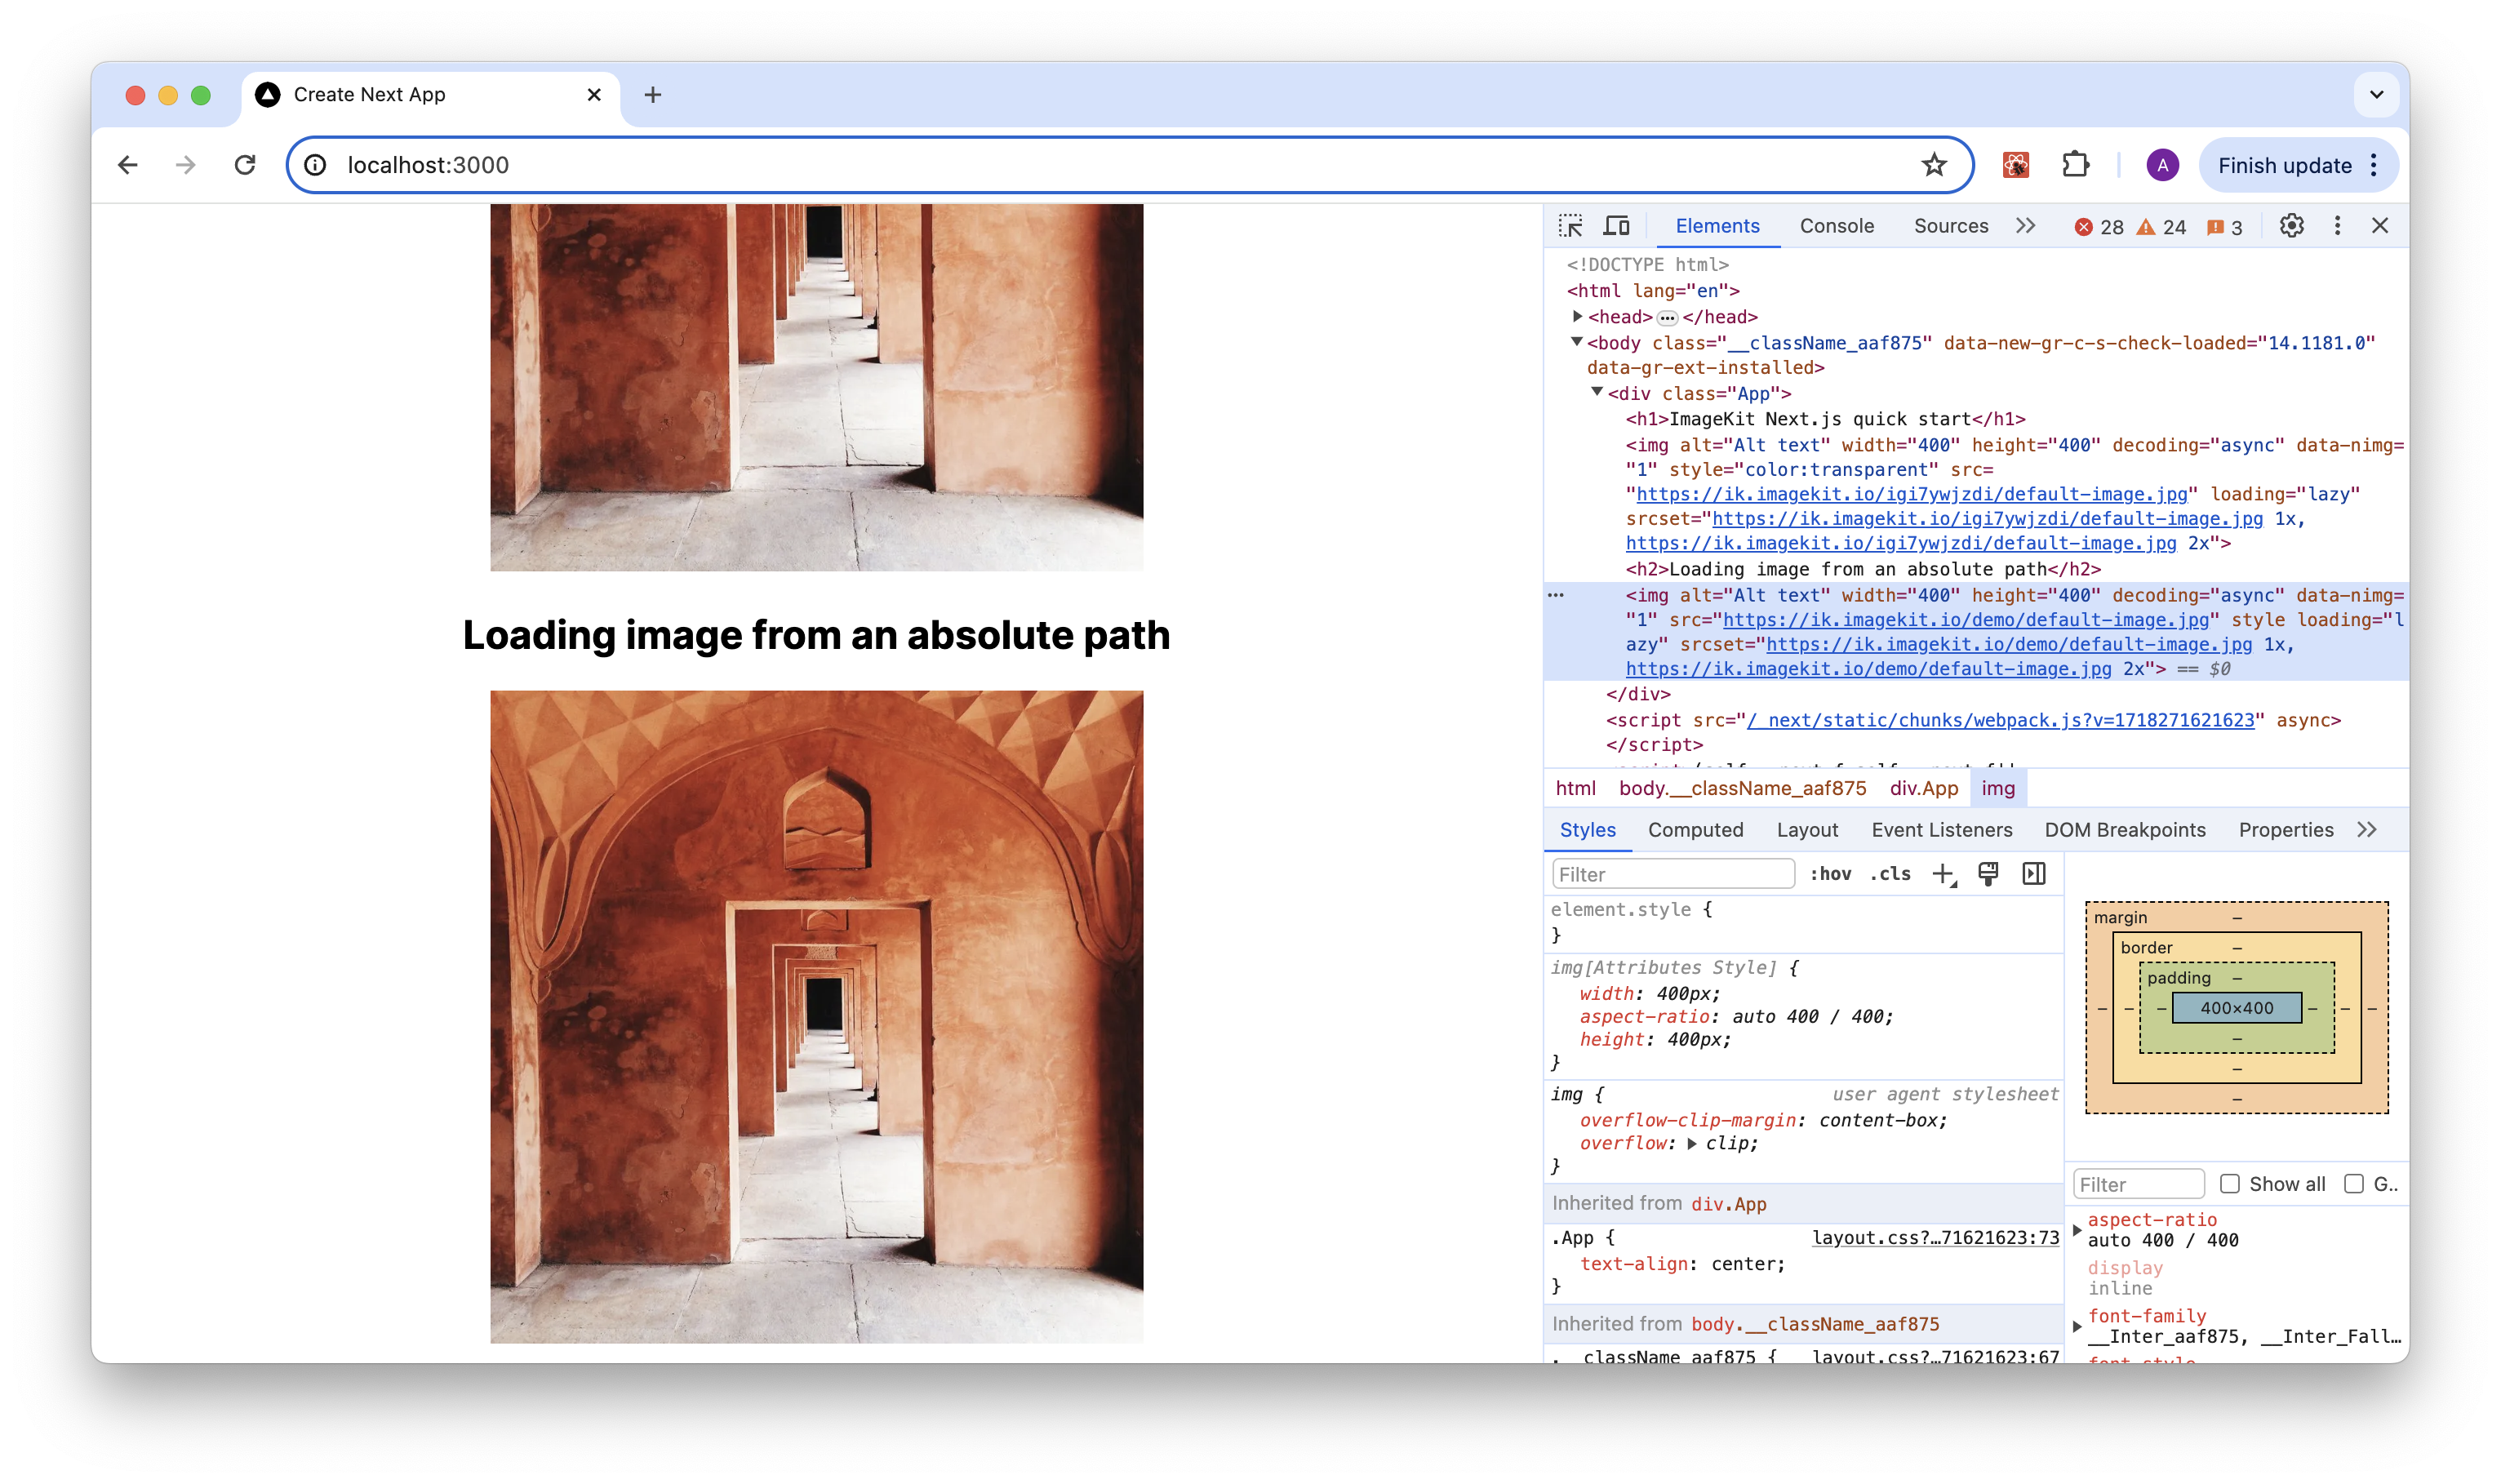 Create Next App
localhost:3000
A
Finish update
Loading image from an absolute path
Elements Console Sources 28 24 3
<!DOCTYPE html>
<html lang="en">
<head> ••• </head>
<body class="__className_aaf875" data-new-gr-c-s-check-loaded="14.1181.0"
data-gr-ext-installed>
<div class="App">
<h1>ImageKit Next.js quick start</h1>
<img alt="Alt text" width="400" height="400" decoding="async" data-nimg=
"1" style="color:transparent" src=
"https://ik.imagekit.io/igi7ywjzdi/default-image.jpg" loading="lazy"
srcset="https://ik.imagekit.io/igi7ywjzdi/default-image.jpg 1x,
https://ik.imagekit.io/igi7ywjzdi/default-image.jpg 2x">
<h2>Loading image from an absolute path</h2>
<img alt="Alt text" width="400" height="400" decoding="async" data-nimg=
"1" src="https://ik.imagekit.io/demo/default-image.jpg" style loading="l
azy" srcset="https://ik.imagekit.io/demo/default-image.jpg 1x,
https://ik.imagekit.io/demo/default-image.jpg 2x"> == $0
</div>
<script src="/_next/static/chunks/webpack.js?v=1718271621623" async>
</script>
html body.__className_aaf875 div.App img
Styles Computed Layout Event Listeners DOM Breakpoints Properties
Filter :hov .cls
element.style {
}
img[Attributes Style] {
width: 400px;
aspect-ratio: auto 400 / 400;
height: 400px;
}
img { user agent stylesheet
overflow-clip-margin: content-box;
overflow: clip;
}
Inherited from div.App
.App { layout.css?…71621623:73
text-align: center;
}
Inherited from body.__className_aaf875
.__className_aaf875 { layout.css?…71621623:67
margin –
border –
padding –
– – – 400×400 – – –
–
–
–
Filter Show all G..
aspect-ratio
auto 400 / 400
display
inline
font-family
__Inter_aaf875, __Inter_Fall…
font-style